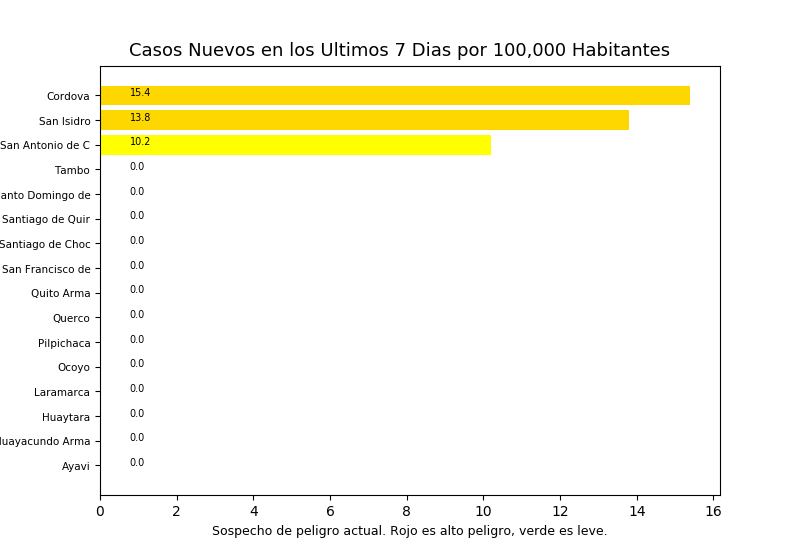 Casos Nuevos en los Ultimos 7 Dias por 100,000 Habitantes
Cordova 15.4
San Isidro 13.8
San Antonio de C 10.2
Tambo 0.0
anto Domingo de 0.0
Santiago de Quir 0.0
Santiago de Choc 0.0
San Francisco de 0.0
Quito Arma 0.0
Querco 0.0
Pilpichaca 0.0
Ocoyo 0.0
Laramarca 0.0
Huaytara 0.0
Huayacundo Arma 0.0
Ayavi 0.0
0 2 4 6 8 10 12 14 16
Sospecho de peligro actual. Rojo es alto peligro, verde es leve.